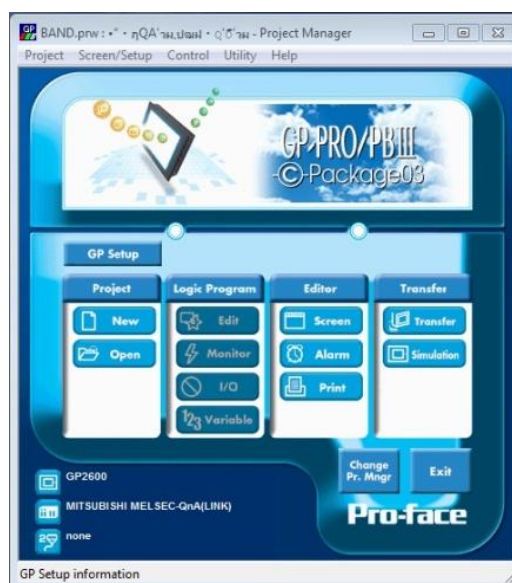 BAND.prw : - Project Manager
Project Screen/Setup Control Utility Help
GP-PRO/PBIII
-C-Package03
GP Setup
Project Logic Program Editor Transfer
New Edit Screen Transfer
Open Monitor Alarm Simulation
I/O Print
Variable
Change Pr. Mngr Exit
GP2600
MITSUBISHI MELSEC-QnA(LINK)
none
Pro-face
GP Setup information